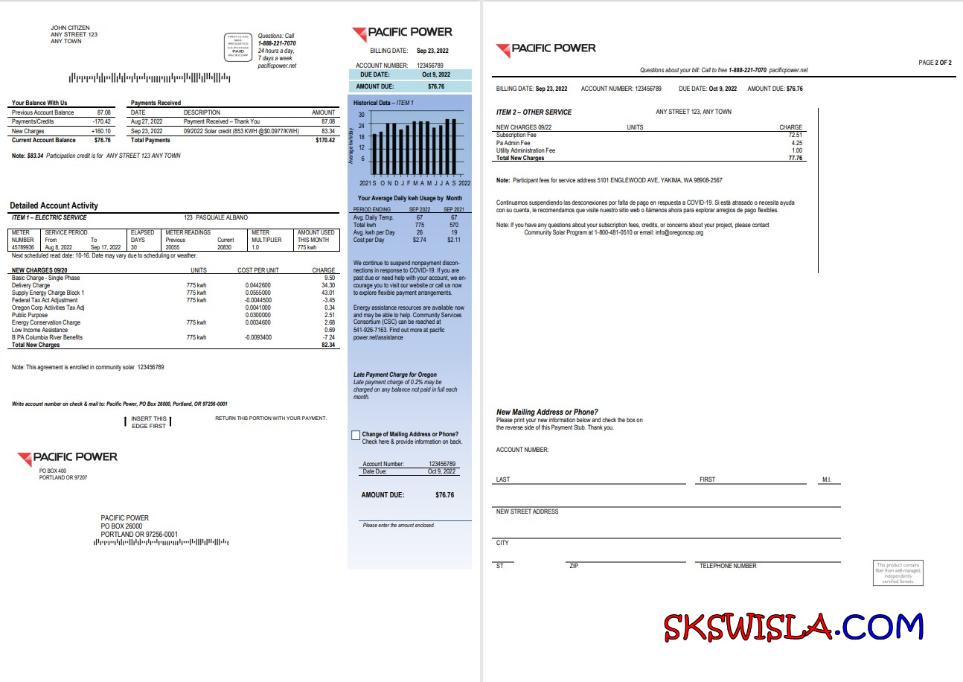 JOHN CITIZEN
ANY STREET 123
ANY TOWN
PAID
Questions: Call
1-888-221-7070
24 hours a day,
7 days a week
pacificpower.net
PACIFIC POWER
BILLING DATE: Sep 23, 2022
ACCOUNT NUMBER: 123456789
DUE DATE: Oct 9, 2022
AMOUNT DUE: $76.76
Your Balance With Us
Previous Account Balance 87.08
Payments/Credits -170.42
New Charges +160.10
Current Account Balance $76.76
Payments Received
DATE DESCRIPTION AMOUNT
Aug 27, 2022 Payment Received – Thank You 87.08
Sep 23, 2022 09/2022 Solar credit (853 KWH @$0.0977/KWH) 83.34
Total Payments $170.42
Note: $83.34 Participation credit is for ANY STREET 123 ANY TOWN
Historical Data – ITEM 1
30
24
18
12
6
2021 S O N D J F M A M J J A S 2022
Your Average Daily kwh Usage by Month
PERIOD ENDING SEP 2022 SEP 2021
Avg. Daily Temp. 67 67
Total kwh 775 570
Avg. kwh per Day 26 19
Cost per Day $2.74 $2.11
We continue to suspend nonpayment discon-
nections in response to COVID-19. If you are
past due or need help with your account, we en-
courage you to visit our website or call us now
to explore flexible payment arrangements.
Energy assistance resources are available now
and may be able to help. Community Services
Consortium (CSC) can be reached at
541-926-7163. Find out more at pacific
power.net/assistance
Late Payment Charge for Oregon
Late payment charge of 0.2% may be
charged on any balance not paid in full each
month.
Detailed Account Activity
ITEM 1 – ELECTRIC SERVICE 123 PASQUALE ALBANO
METER NUMBER SERVICE PERIOD From To ELAPSED DAYS METER READINGS Previous Current METER MULTIPLIER AMOUNT USED THIS MONTH
45789906 Aug 8, 2022 Sep 17, 2022 30 20055 20830 1.0 775 kwh
Next scheduled read date: 10-16. Date may vary due to scheduling or weather.
NEW CHARGES 09/20 UNITS COST PER UNIT CHARGE
Basic Charge - Single Phase 9.50
Delivery Charge 775 kwh 0.0442600 34.30
Supply Energy Charge Block 1 775 kwh 0.0555000 43.01
Federal Tax Act Adjustment 775 kwh -0.0044500 -3.45
Oregon Corp Activities Tax Adj 0.0041000 0.34
Public Purpose 0.0300000 2.51
Energy Conservation Charge 775 kwh 0.0034600 2.68
Low Income Assistance 0.69
B PA Columbia River Benefits 775 kwh -0.0093400 -7.24
Total New Charges 82.34
Note: This agreement is enrolled in community solar 123456789
Write account number on check & mail to: Pacific Power, PO Box 26000, Portland, OR 97256-0001
INSERT THIS
EDGE FIRST
RETURN THIS PORTION WITH YOUR PAYMENT.
PACIFIC POWER
PO BOX 400
PORTLAND OR 97207
PACIFIC POWER
PO BOX 26000
PORTLAND OR 97256-0001
Change of Mailing Address or Phone?
Check here & provide information on back.
Account Number: 123456789
Date Due: Oct 9, 2022
AMOUNT DUE: $76.76
Please enter the amount enclosed.
PACIFIC POWER
PAGE 2 OF 2
Questions about your bill: Call to free 1-888-221-7070 pacificpower.net
BILLING DATE: Sep 23, 2022 ACCOUNT NUMBER: 123456789 DUE DATE: Oct 9, 2022 AMOUNT DUE: $76.76
ITEM 2 – OTHER SERVICE ANY STREET 123, ANY TOWN
NEW CHARGES 09/22 UNITS CHARGE
Subscription Fee 72.51
Pa Admin Fee 4.25
Utility Administration Fee 1.00
Total New Charges 77.76
Note: Participant fees for service address 5101 ENGLEWOOD AVE, YAKIMA, WA 98908-2567
Continuamos suspendiendo las desconexiones por falta de pago en respuesta a COVID-19. Si está atrasado o necesita ayuda
con su cuenta, le recomendamos que visite nuestro sitio web o llámenos ahora para explorar arreglos de pago flexibles.
Note: If you have any questions about your subscription fees, credits, or concerns about your project, please contact
Community Solar Program at 1-800-481-0510 or email: info@oregoncsp.org
New Mailing Address or Phone?
Please print your new information below and check the box on
the reverse side of this Payment Stub. Thank you.
ACCOUNT NUMBER:
LAST FIRST M.I.
NEW STREET ADDRESS
CITY
ST ZIP TELEPHONE NUMBER
This product contains
fiber from well-managed,
independently
certified forests.
SKSWISLA.COM